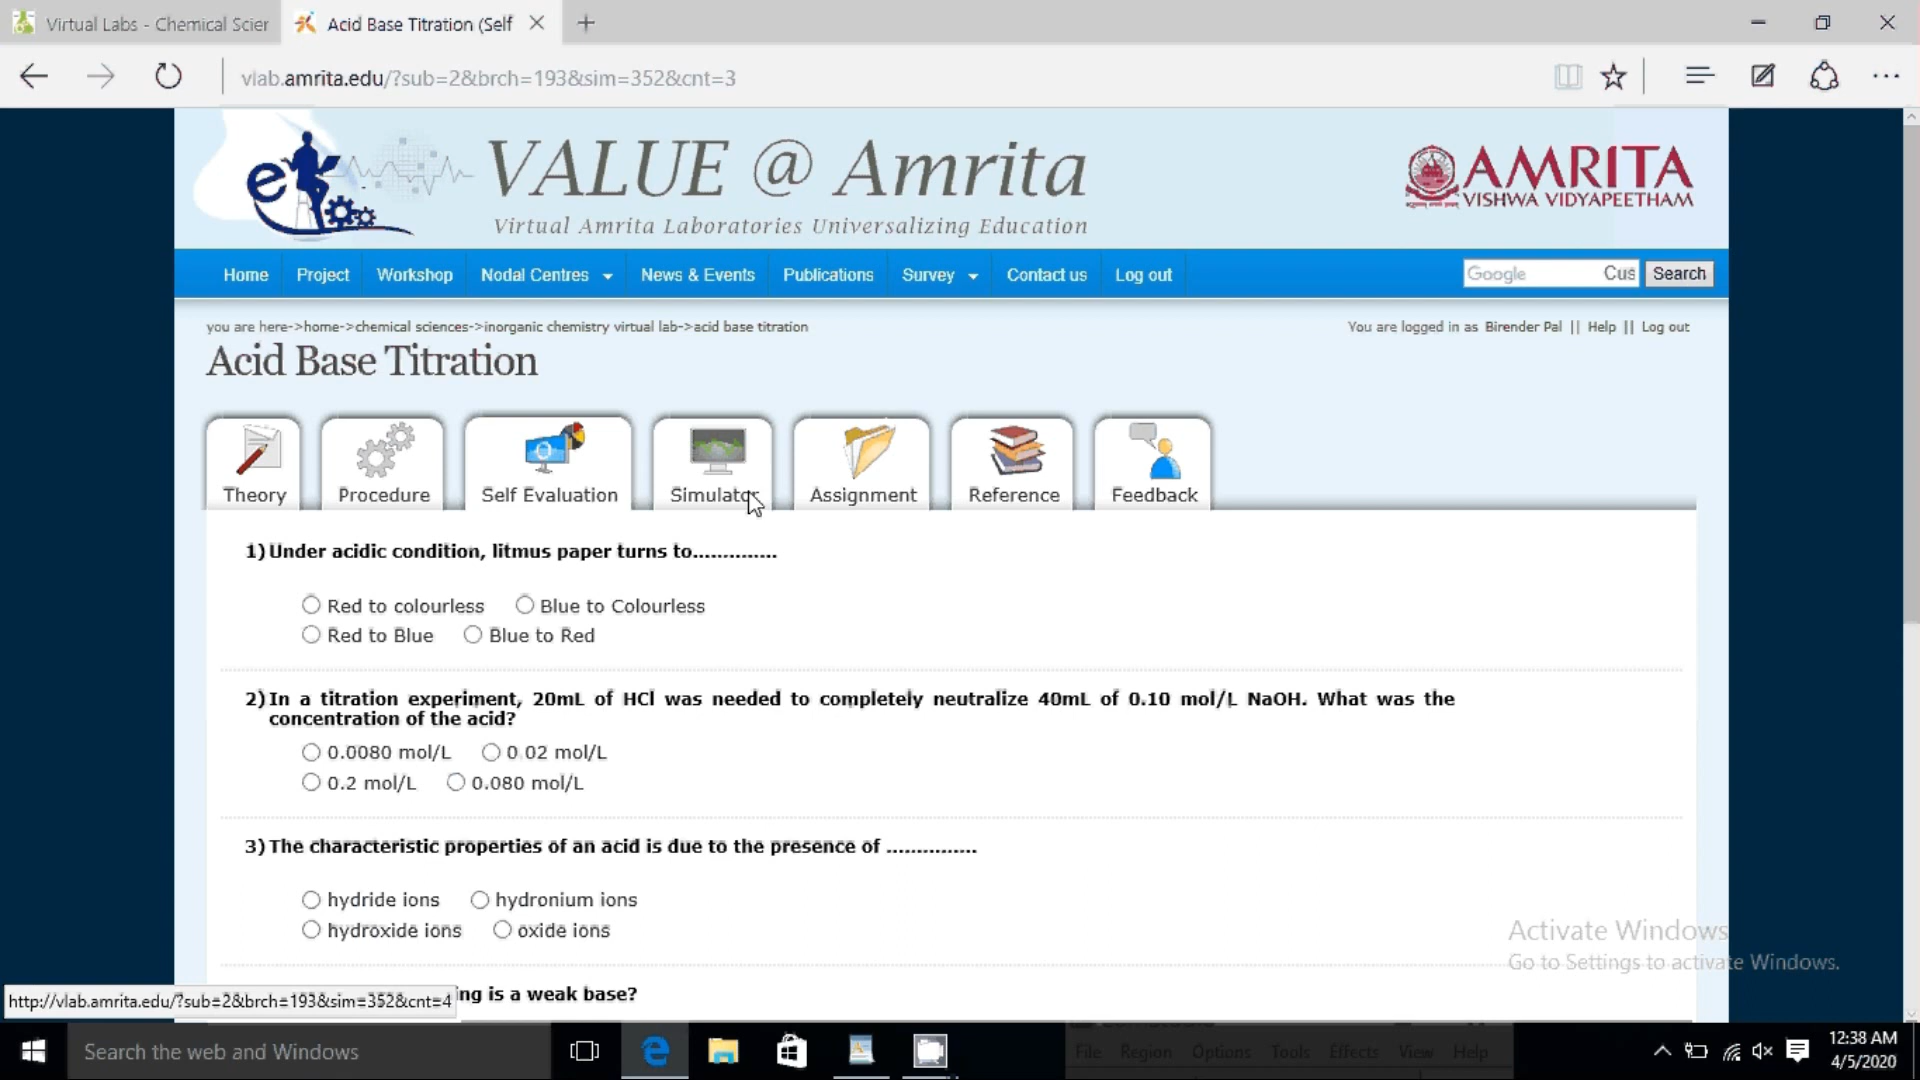 Virtual Labs - Chemical Scier
Acid Base Titration (Self
vlab.amrita.edu/?sub=2&brch=193&sim=352&cnt=3
VALUE @ Amrita
Virtual Amrita Laboratories Universalizing Education
AMRITA
VISHWA VIDYAPEETHAM
Home Project Workshop Nodal Centres News & Events Publications Survey Contact us Log out
Google Cus Search
you are here->home->chemical sciences->inorganic chemistry virtual lab->acid base titration
You are logged in as Birender Pal || Help || Log out
Acid Base Titration
Theory Procedure Self Evaluation Simulator Assignment Reference Feedback
1) Under acidic condition, litmus paper turns to..............
Red to colourless Blue to Colourless
Red to Blue Blue to Red
2) In a titration experiment, 20mL of HCl was needed to completely neutralize 40mL of 0.10 mol/L NaOH. What was the
concentration of the acid?
0.0080 mol/L 0.02 mol/L
0.2 mol/L 0.080 mol/L
3) The characteristic properties of an acid is due to the presence of ...............
hydride ions hydronium ions
hydroxide ions oxide ions
Activate Windows
Go to Settings to activate Windows.
ng is a weak base?
http://vlab.amrita.edu/?sub=2&brch=193&sim=352&cnt=4
Search the web and Windows
File Region Options Tools Effects View Help
12:38 AM
4/5/2020